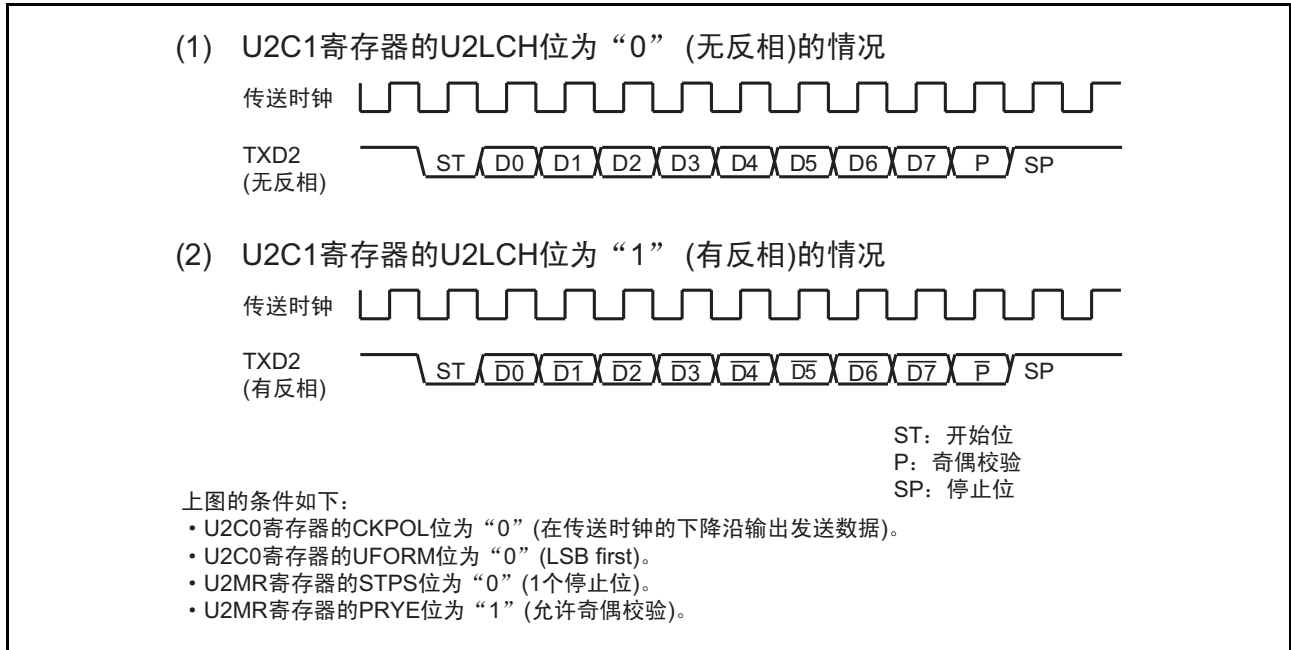 (1) U2C1寄存器的U2LCH位为“0” (无反相)的情况
传送时钟
TXD2
(无反相)
ST D0 D1 D2 D3 D4 D5 D6 D7 P SP
(2) U2C1寄存器的U2LCH位为“1” (有反相)的情况
传送时钟
TXD2
(有反相)
ST D̅0̅ D̅1̅ D̅2̅ D̅3̅ D̅4̅ D̅5̅ D̅6̅ D̅7̅ P̅ SP
ST：开始位
P：奇偶校验
SP：停止位
上图的条件如下：
・U2C0寄存器的CKPOL位为“0” (在传送时钟的下降沿输出发送数据)。
・U2C0寄存器的UFORM位为“0” (LSB first)。
・U2MR寄存器的STPS位为“0” (1个停止位)。
・U2MR寄存器的PRYE位为“1” (允许奇偶校验)。